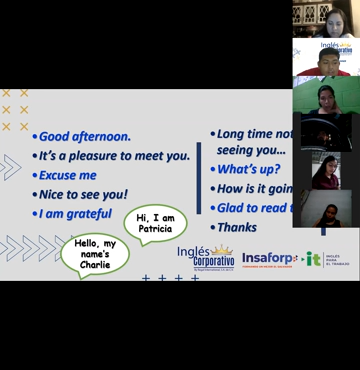 Good afternoon.
It's a pleasure to meet you.
Excuse me
Nice to see you!
I am grateful
Long time not
seeing you...
What's up?
How is it goin
Glad to read
Thanks
Hi, I am
Patricia
Hello, my
name's
Charlie
Inglés
Corporativo
Insaforp
it
INGLÉS
PARA
EL TRABAJO
Inglés